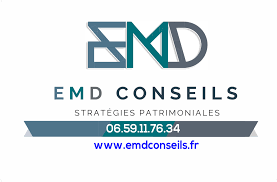 EMD
EMD CONSEILS
STRATÉGIES PATRIMONIALES
06.59.11.76.34
www.emdconseils.fr